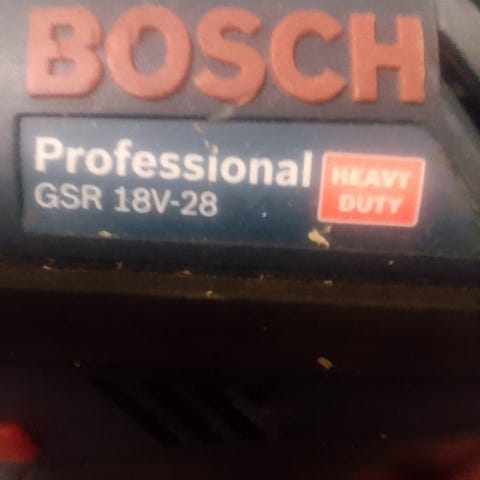 BOSCH
Professional
GSR 18V-28
HEAVY
DUTY